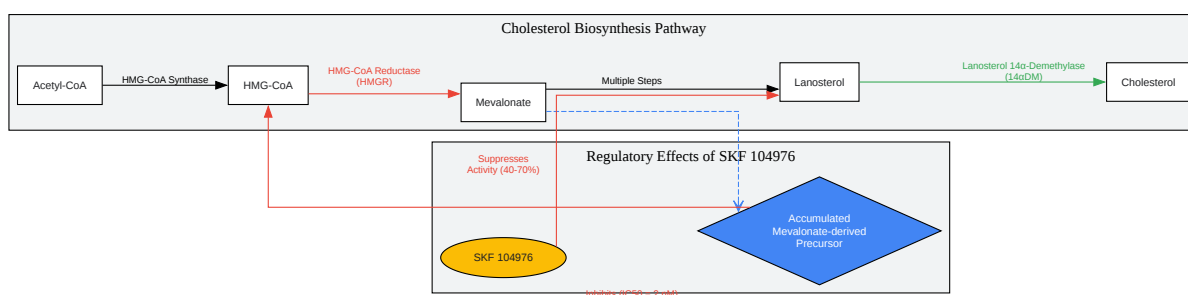 Cholesterol Biosynthesis Pathway
Acetyl-CoA
HMG-CoA Synthase
HMG-CoA
HMG-CoA Reductase
(HMGR)
Mevalonate
Multiple Steps
Lanosterol
Lanosterol 14α-Demethylase
(14αDM)
Cholesterol
Regulatory Effects of SKF 104976
Suppresses
Activity (40-70%)
Accumulated
Mevalonate-derived
Precursor
SKF 104976